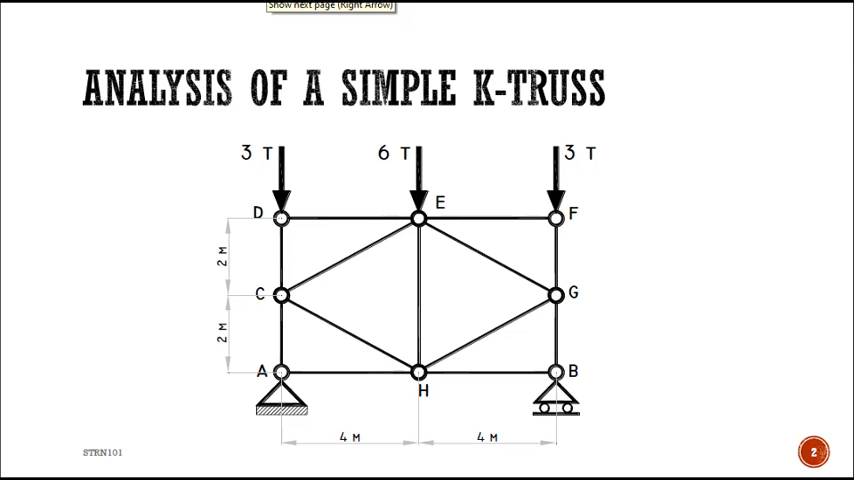 Show next page (Right Arrow)
ANALYSIS OF A SIMPLE K-TRUSS
3 T 6 T 3 T
D E F
2 M
C G
2 M
A H B
4 M 4 M
STRN101 2